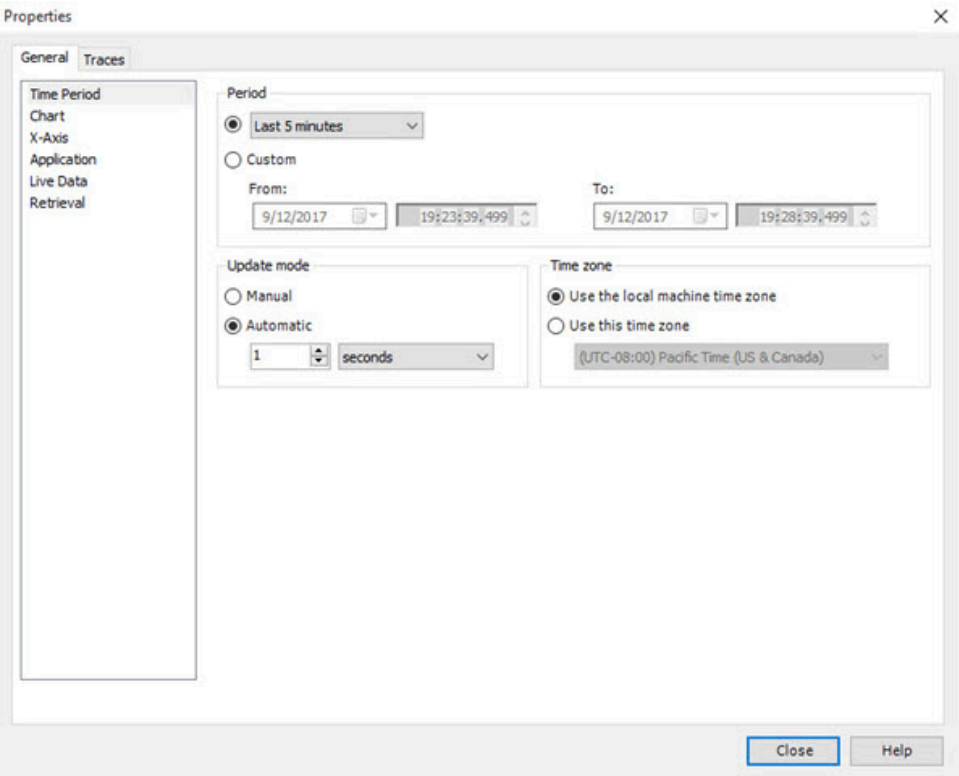 Properties
General Traces
Time Period
Chart
X-Axis
Application
Live Data
Retrieval
Period
Last 5 minutes
Custom
From: To:
9/12/2017 19:23:39.499 9/12/2017 19:28:39.499
Update mode
Manual
Automatic
1 seconds
Time zone
Use the local machine time zone
Use this time zone
(UTC-08:00) Pacific Time (US & Canada)
Close Help